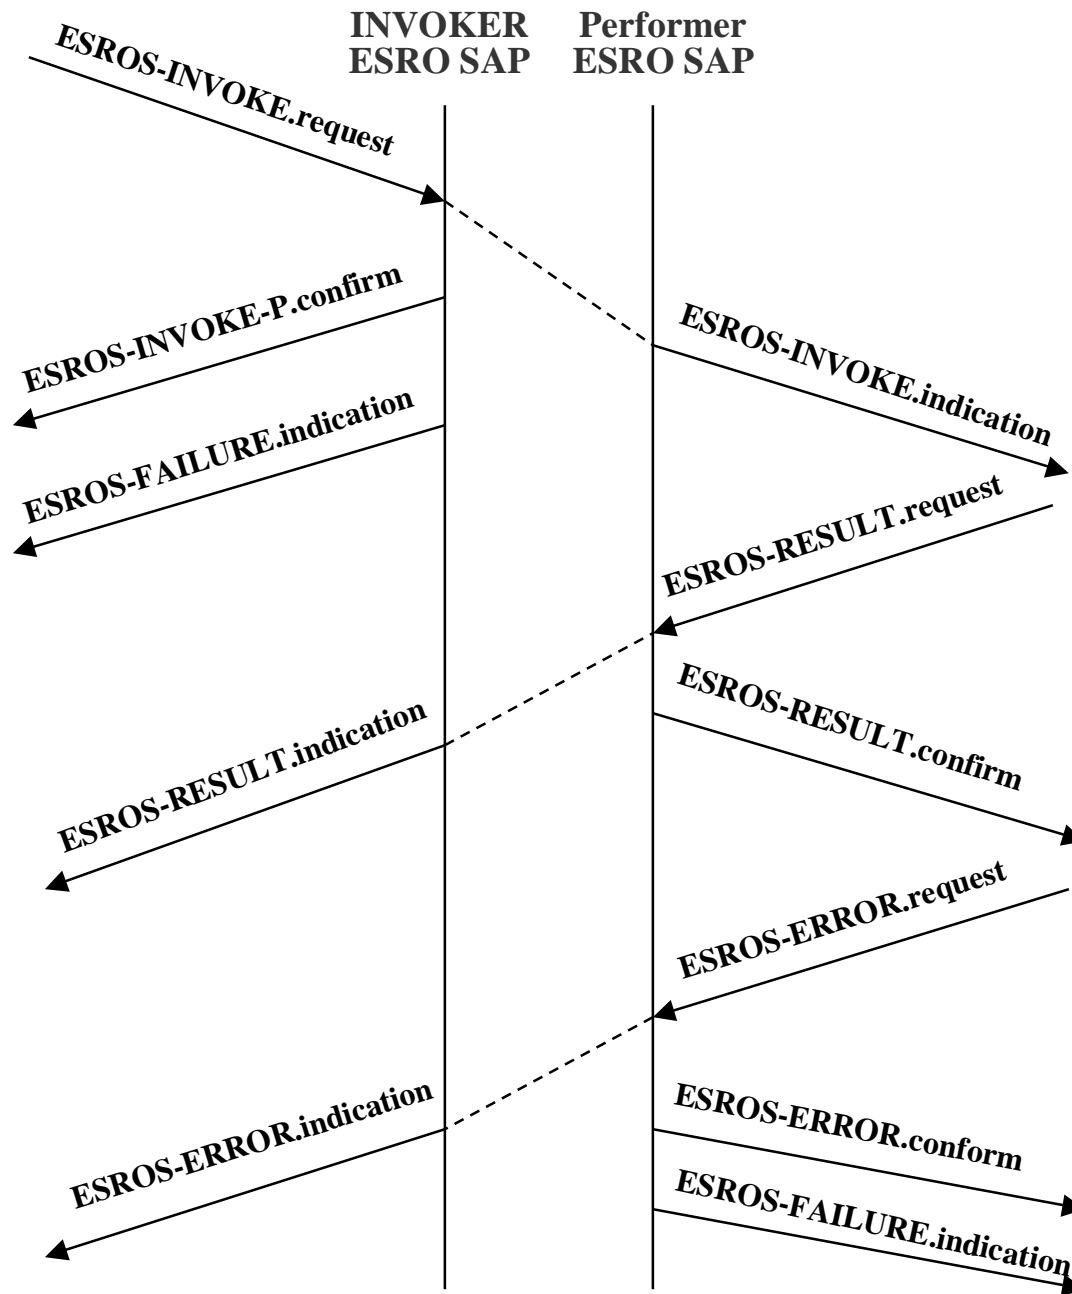 INVOKER
ESRO SAP
Performer
ESRO SAP
ESROS-INVOKE.request
ESROS-INVOKE-P.confirm
ESROS-INVOKE.indication
ESROS-FAILURE.indication
ESROS-RESULT.request
ESROS-RESULT.confirm
ESROS-RESULT.indication
ESROS-ERROR.request
ESROS-ERROR.indication
ESROS-ERROR.conform
ESROS-FAILURE.indication